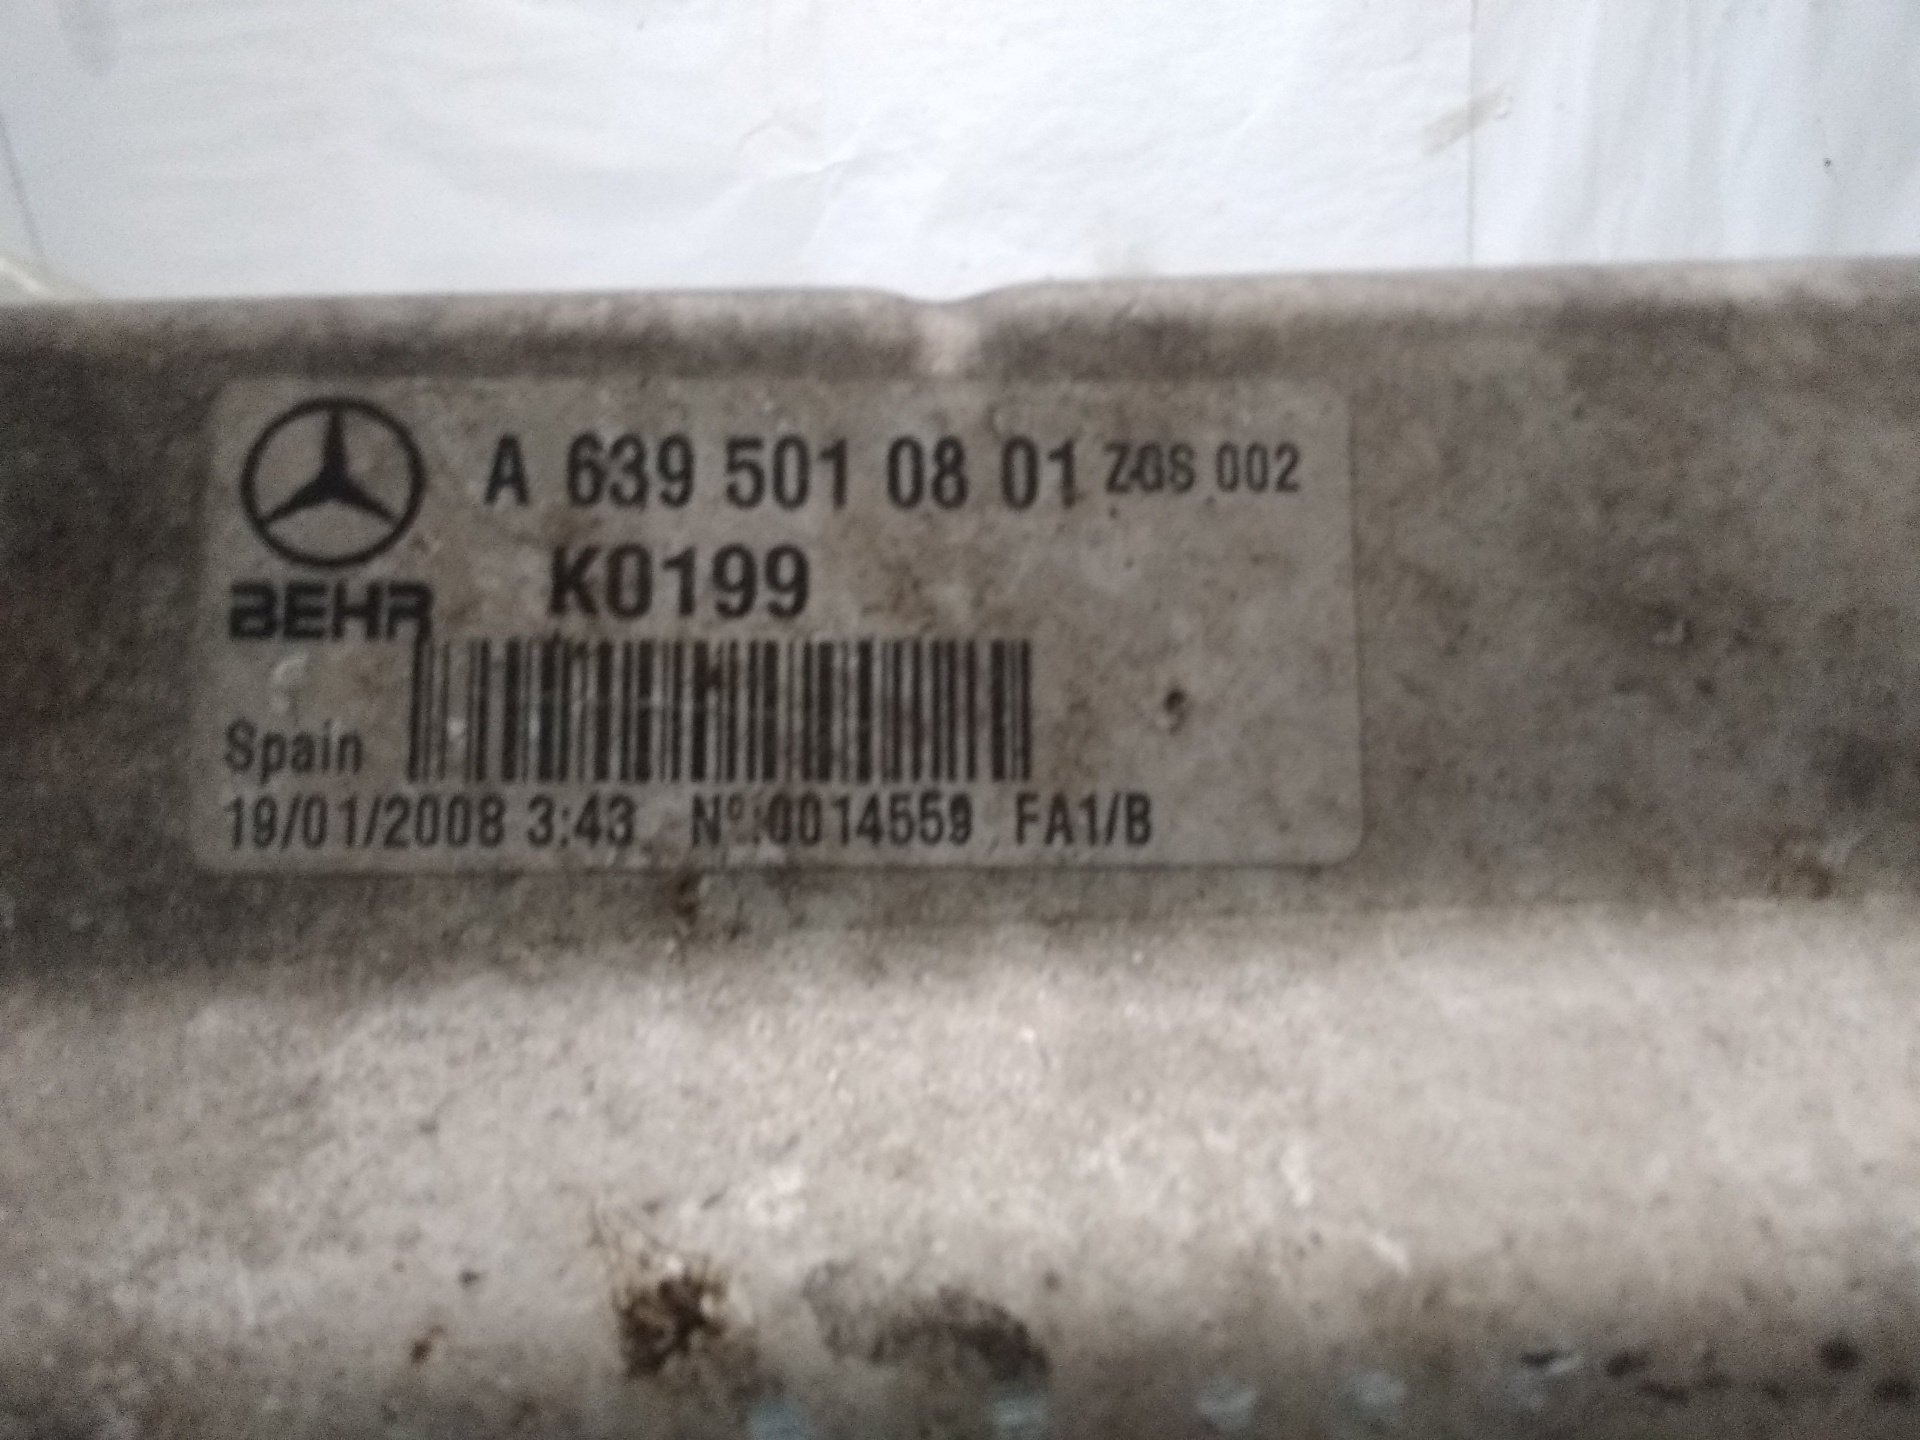 A 639 501 08 01 ZGS 002
K0199
BEHR
Spain
19/01/2008 3:43 Nº:0014559 FA1/B